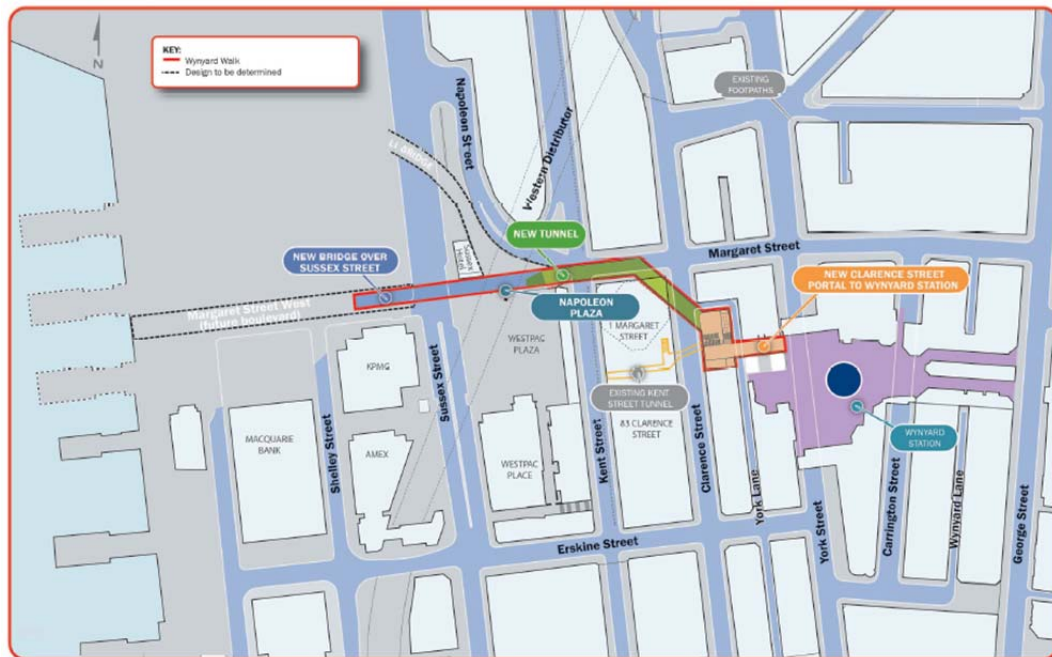 N
KEY:
Wynyard Walk
Design to be determined
Napoleon Street
Western Distributor
EXISTING
FOOTPATHS
NEW TUNNEL
Margaret Street
NEW BRIDGE OVER
SUSSEX STREET
Sussex
Hotel
NEW CLARENCE STREET
PORTAL TO WYNYARD STATION
Margaret Street West
(future boulevard)
NAPOLEON
PLAZA
1 MARGARET
STREET
WESTPAC
PLAZA
KPMG
EXISTING KENT
STREET TUNNEL
83 CLARENCE
STREET
WYNYARD
STATION
MACQUARIE
BANK
AMEX
WESTPAC
PLACE
Shelley Street
Sussex Street
Kent Street
Clarence Street
York Lane
York Street
Carrington Street
Wynyard Lane
George Street
Erskine Street